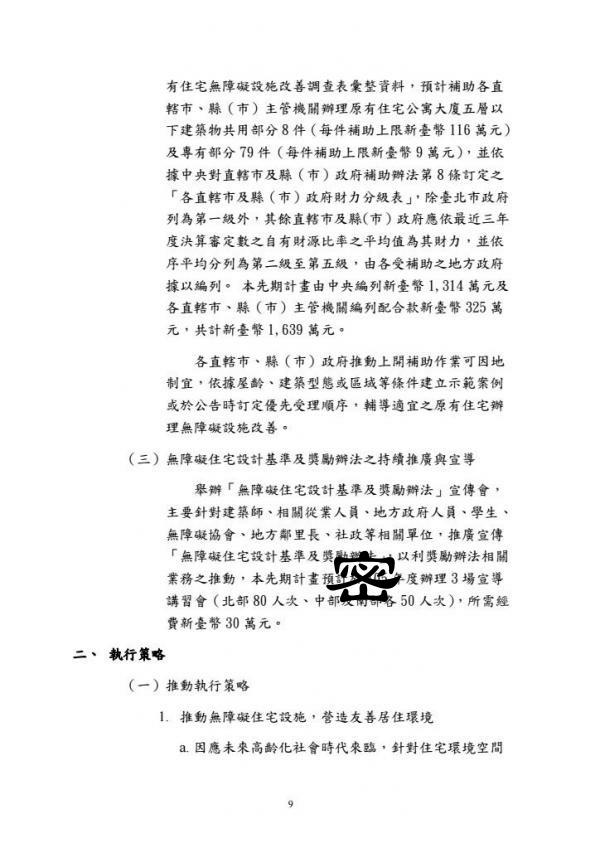 有住宅無障礙設施改善調查表彙整資料，預計補助各直
轄市、縣（市）主管機關辦理原有住宅公寓大廈五層以
下建築物共用部分 8 件（每件補助上限新臺幣 116 萬元）
及專有部分 79 件（每件補助上限新臺幣 9 萬元），並依
據中央對直轄市及縣（市）政府補助辦法第 8 條訂定之
「各直轄市及縣（市）政府財力分級表」，除臺北市政府
列為第一級外，其餘直轄市及縣(市）政府應依最近三年
度決算審定數之自有財源比率之平均值為其財力，並依
序平均分列為第二級至第五級，由各受補助之地方政府
據以編列。 本先期計畫由中央編列新臺幣 1,314 萬元及
各直轄市、縣（市）主管機關編列配合款新臺幣 325 萬
元，共計新臺幣 1,639 萬元。
各直轄市、縣（市）政府推動上開補助作業可因地
制宜，依據屋齡、建築型態或區域等條件建立示範案例
或於公告時訂定優先受理順序，輔導適宜之原有住宅辦
理無障礙設施改善。
（三）無障礙住宅設計基準及獎勵辦法之持續推廣與宣導
舉辦「無障礙住宅設計基準及獎勵辦法」宣傳會，
主要針對建築師、相關從業人員、地方政府人員、學生、
無障礙協會、地方鄰里長、社政等相關單位，推廣宣傳
「無障礙住宅設計基準及獎勵辦法」，以利獎勵辦法相關
業務之推動，本先期計畫預計 年度辦理 3 場宣導
講習會（北部 80 人次、中部及南部各 50 人次），所需經
費新臺幣 30 萬元。
密
二、 執行策略
（一）推動執行策略
1. 推動無障礙住宅設施，營造友善居住環境
a. 因應未來高齡化社會時代來臨，針對住宅環境空間
9